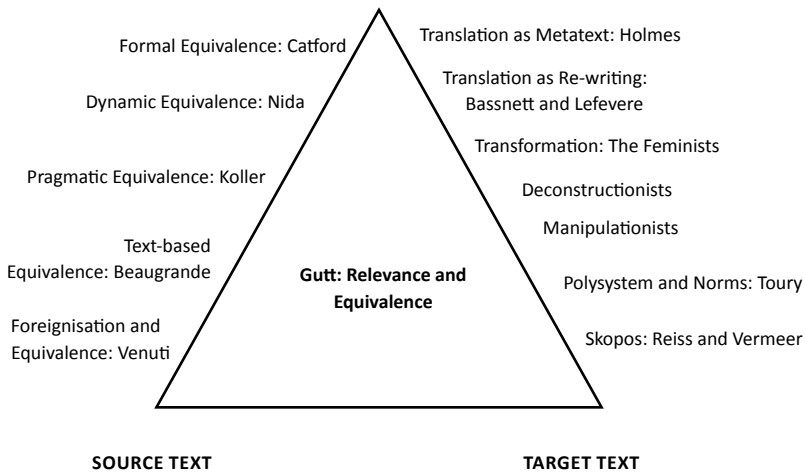 Formal Equivalence: Catford
Dynamic Equivalence: Nida
Pragmatic Equivalence: Koller
Text-based
Equivalence: Beaugrande
Foreignisation and
Equivalence: Venuti
Translation as Metatext: Holmes
Translation as Re-writing:
Bassnett and Lefevere
Transformation: The Feminists
Deconstructionists
Manipulationists
Polysystem and Norms: Toury
Skopos: Reiss and Vermeer
Gutt: Relevance and
Equivalence
SOURCE TEXT
TARGET TEXT